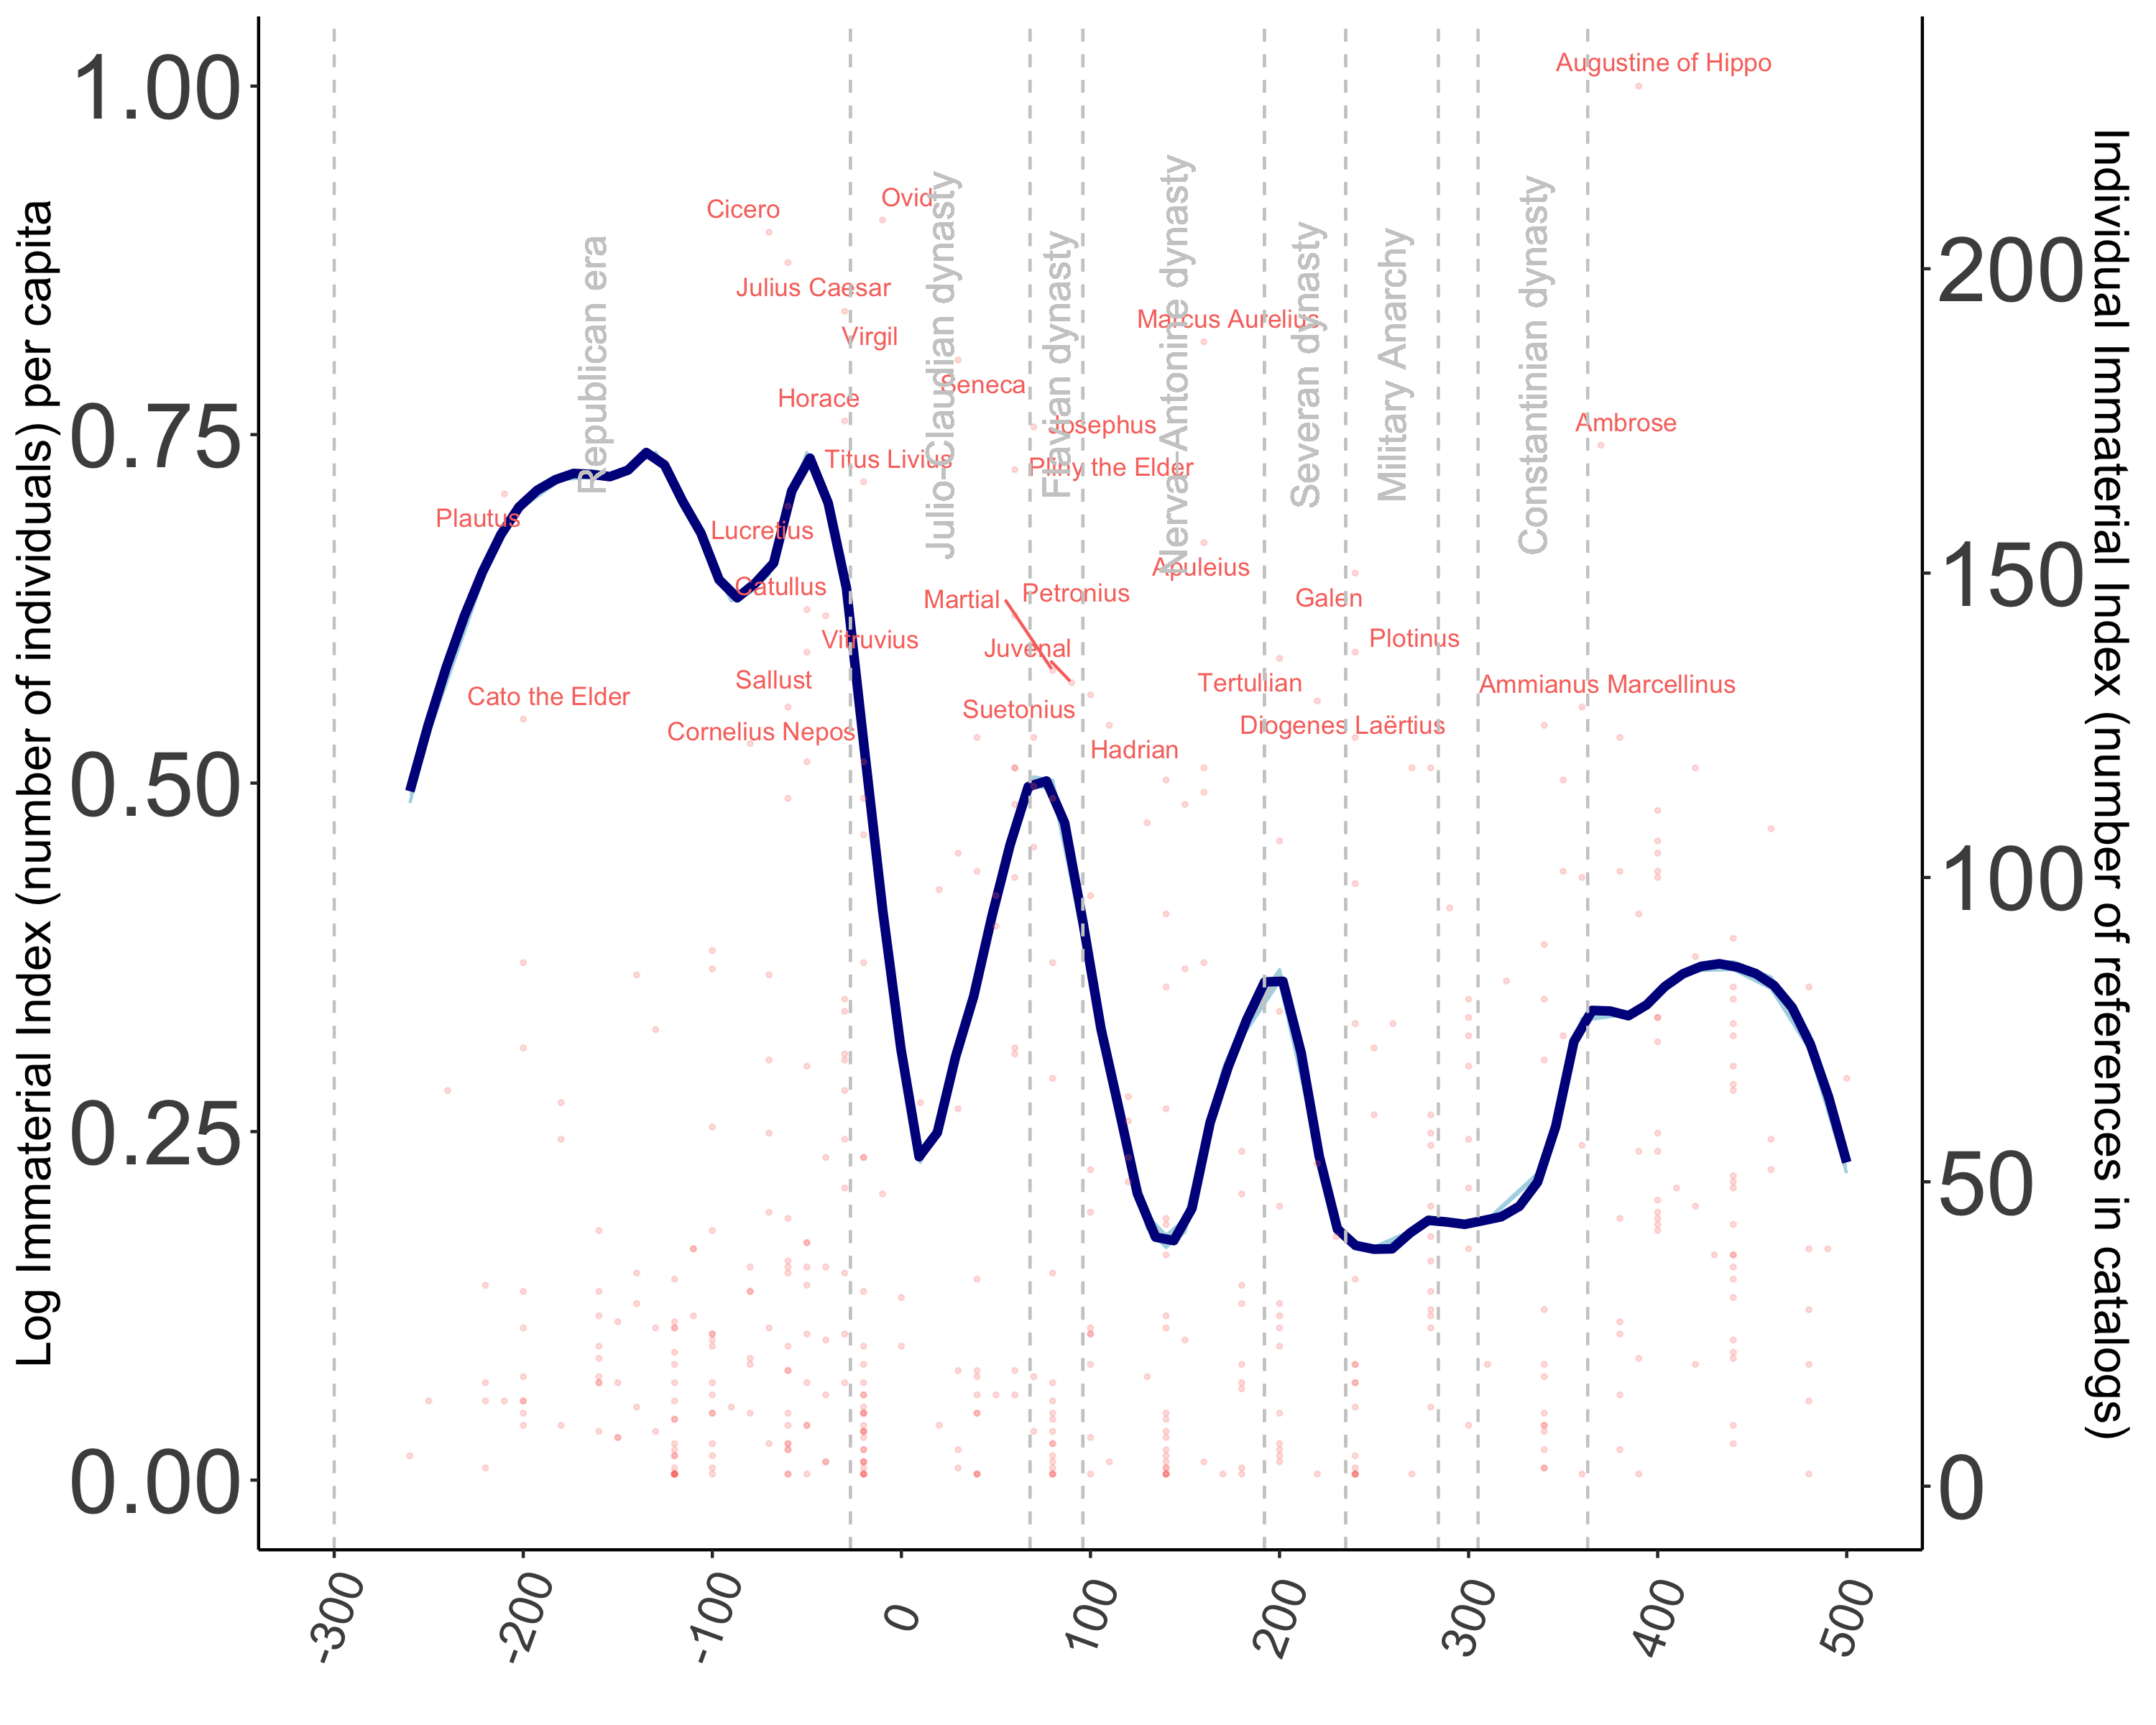 Log Immaterial Index (number of individuals) per capita
1.00
0.75
0.50
0.25
0.00
Individual Immaterial Index (number of references in catalogs)
200
150
100
50
0
-300
-200
-100
0
100
200
300
400
500
Republican era
Julio-Claudian dynasty
Flavian dynasty
Nerva-Antonine dynasty
Severan dynasty
Military Anarchy
Constantinian dynasty
Augustine of Hippo
Ovid
Cicero
Julius Caesar
Marcus Aurelius
Virgil
Seneca
Horace
Josephus
Ambrose
Titus Livius
Pliny the Elder
Plautus
Lucretius
Apuleius
Catullus
Petronius
Martial
Galen
Vitruvius
Plotinus
Juvenal
Sallust
Tertullian
Ammianus Marcellinus
Cato the Elder
Suetonius
Diogenes Laërtius
Cornelius Nepos
Hadrian